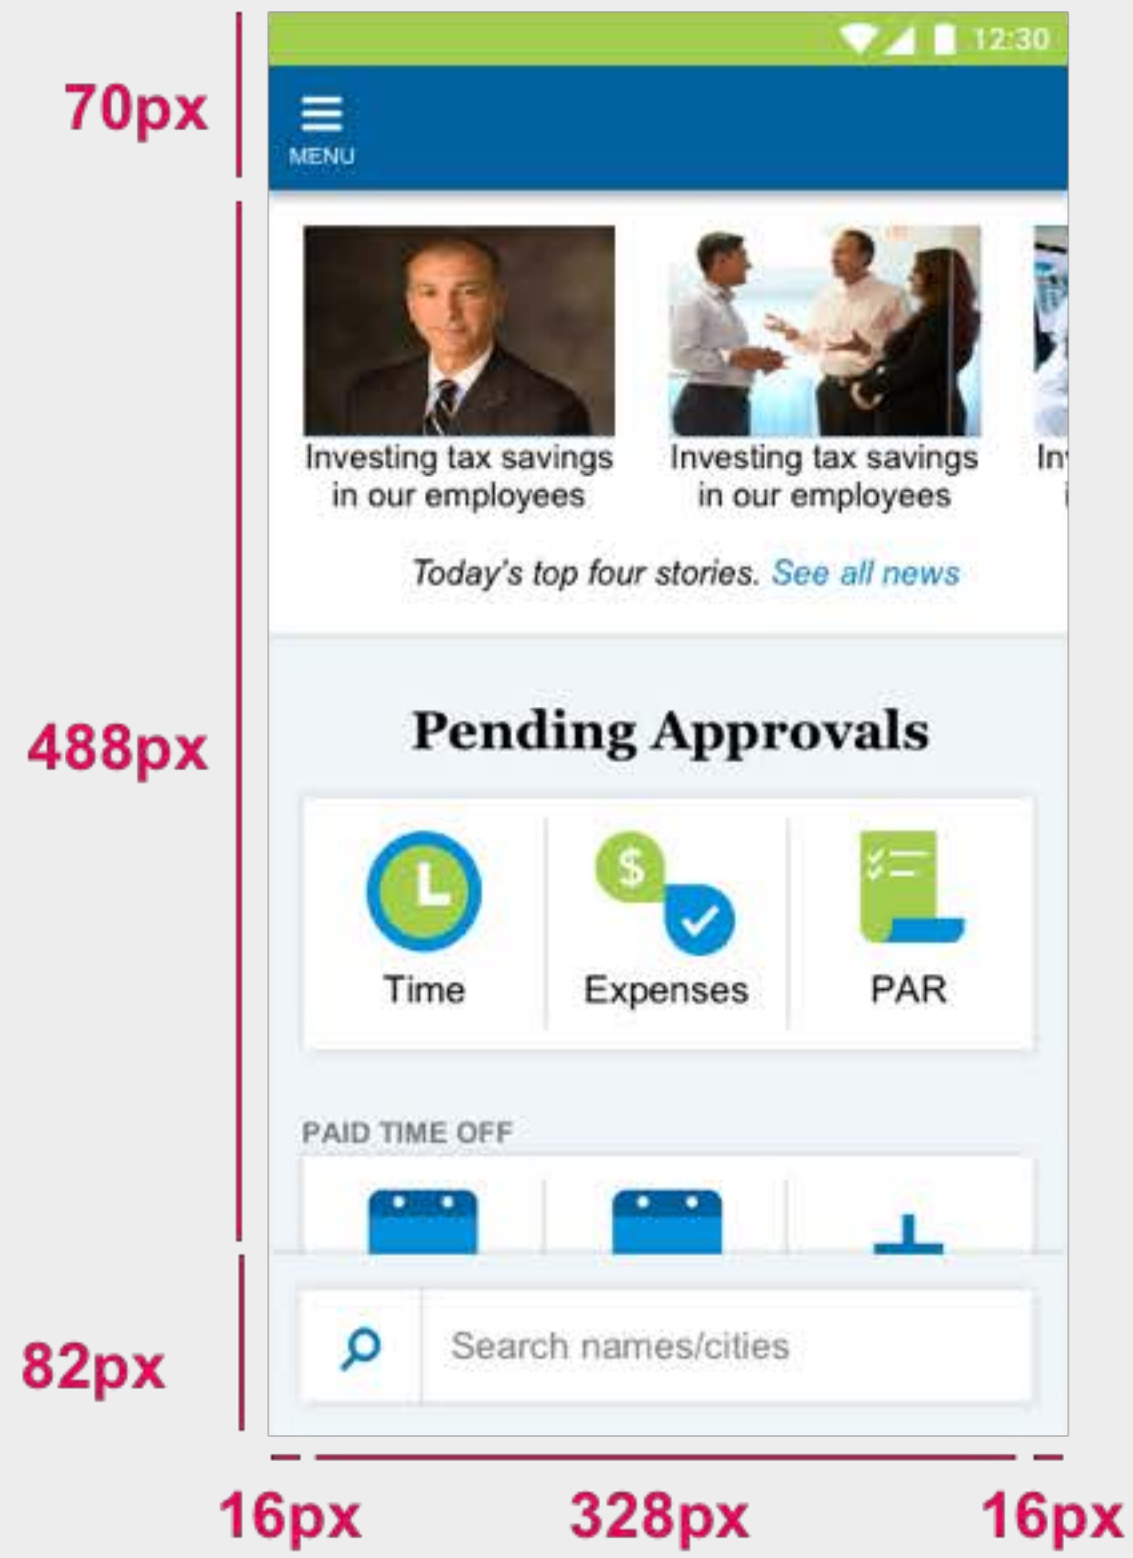 12:30
70px
MENU
Investing tax savings
in our employees
Investing tax savings
in our employees
Today's top four stories. See all news
Pending Approvals
488px
$
Time
Expenses
PAR
PAID TIME OFF
82px
Search names/cities
16px
328px
16px